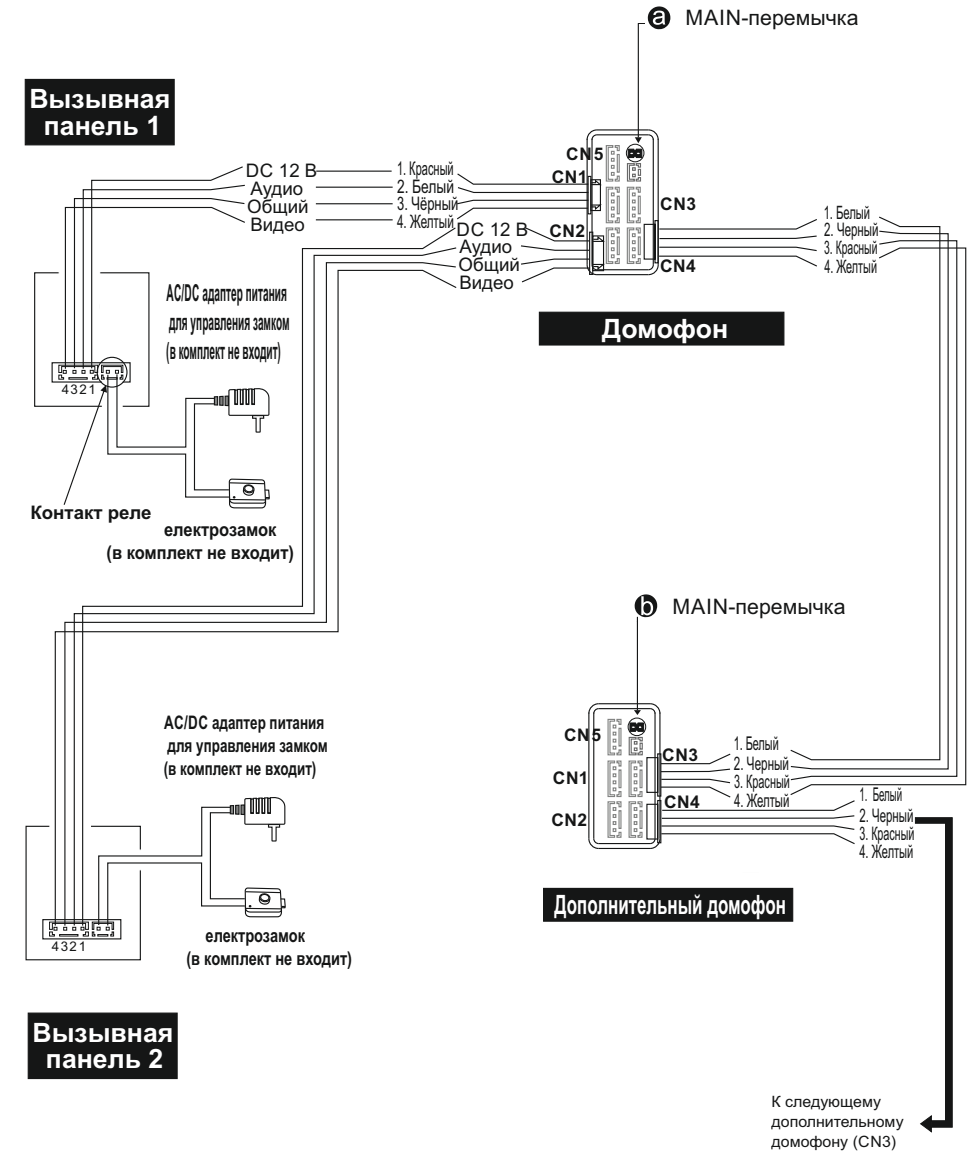 a MAIN-перемычка
Вызывная
панель 1
DC 12 В
Аудио
Общий
Видео
1. Красный
2. Белый
3. Чёрный
4. Желтый
DC 12 В
Аудио
Общий
Видео
CN5
CN1
CN2
CN3
CN4
1. Белый
2. Черный
3. Красный
4. Желтый
Домофон
AC/DC адаптер питания
для управления замком
(в комплект не входит)
4321
Контакт реле
електрозамок
(в комплект не входит)
b MAIN-перемычка
CN5
CN1
CN2
CN3
CN4
1. Белый
2. Черный
3. Красный
4. Желтый
1. Белый
2. Черный
3. Красный
4. Желтый
Дополнительный домофон
AC/DC адаптер питания
для управления замком
(в комплект не входит)
4321
електрозамок
(в комплект не входит)
Вызывная
панель 2
К следующему
дополнительному
домофону (CN3)